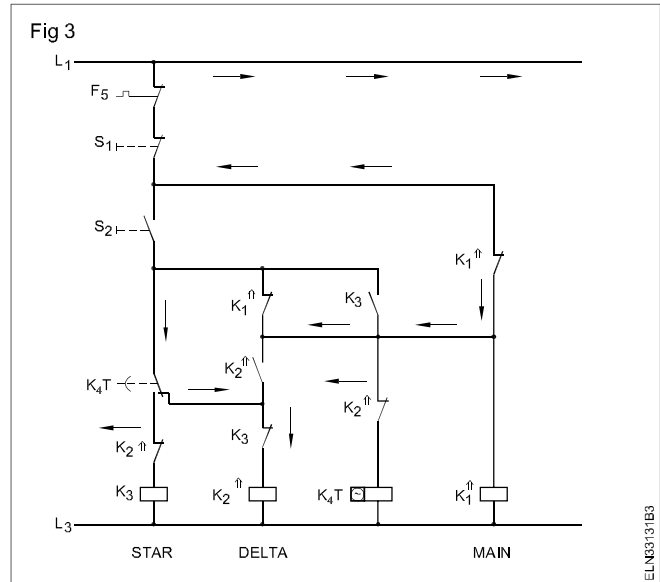 Fig 3
L1
F5
S1
S2
K1⇑
K1⇑ K3
K2⇑
K4T K2⇑
K2⇑ K3
K3 K2⇑ K4T K1⇑
L3
STAR DELTA MAIN
ELN33131B3